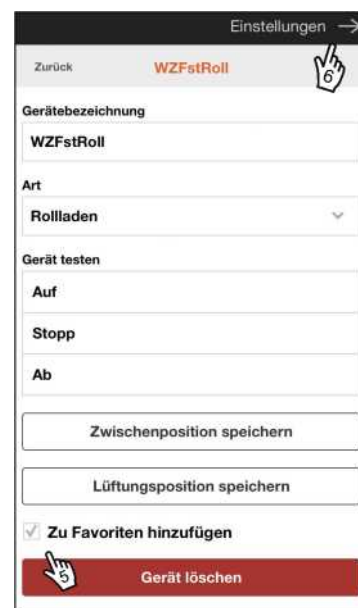 Einstellungen
6
Zurück WZFstRoll
Gerätebezeichnung
WZFstRoll
Art
Rollladen
Gerät testen
Auf
Stopp
Ab
Zwischenposition speichern
Lüftungsposition speichern
Zu Favoriten hinzufügen
5
Gerät löschen